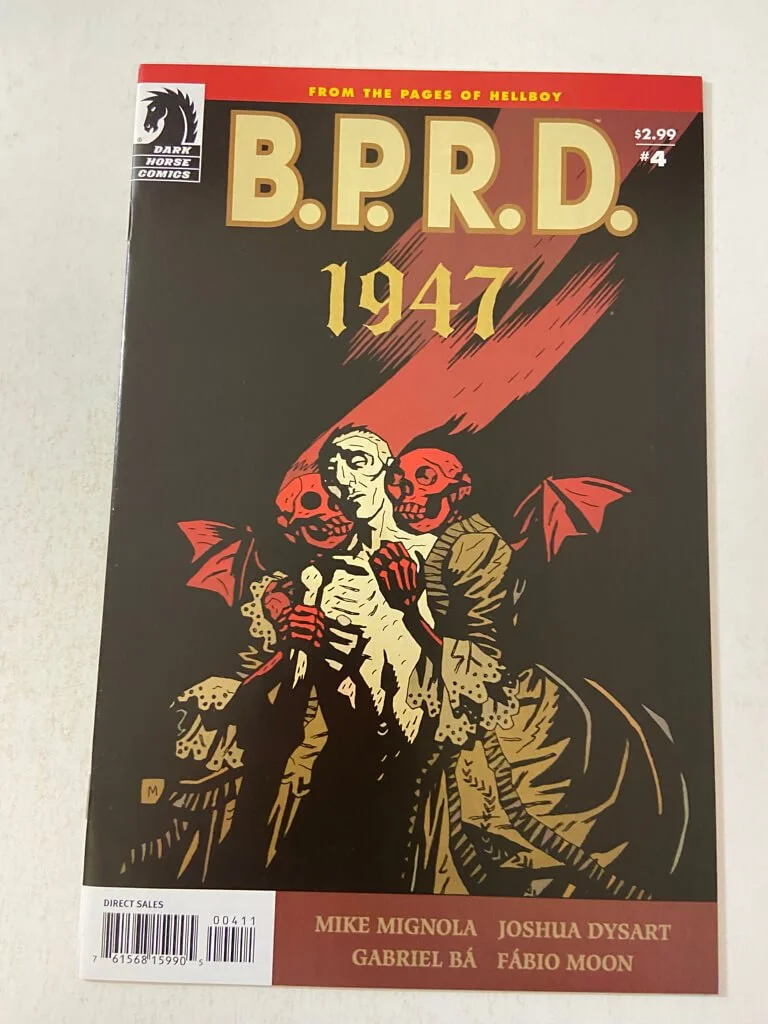 FROM THE PAGES OF HELLBOY
DARK
HORSE
COMICS
B.P.R.D.
$2.99
#4
1947
M
DIRECT SALES
00411
7 61568 15990 5
MIKE MIGNOLA JOSHUA DYSART
GABRIEL BÁ FÁBIO MOON